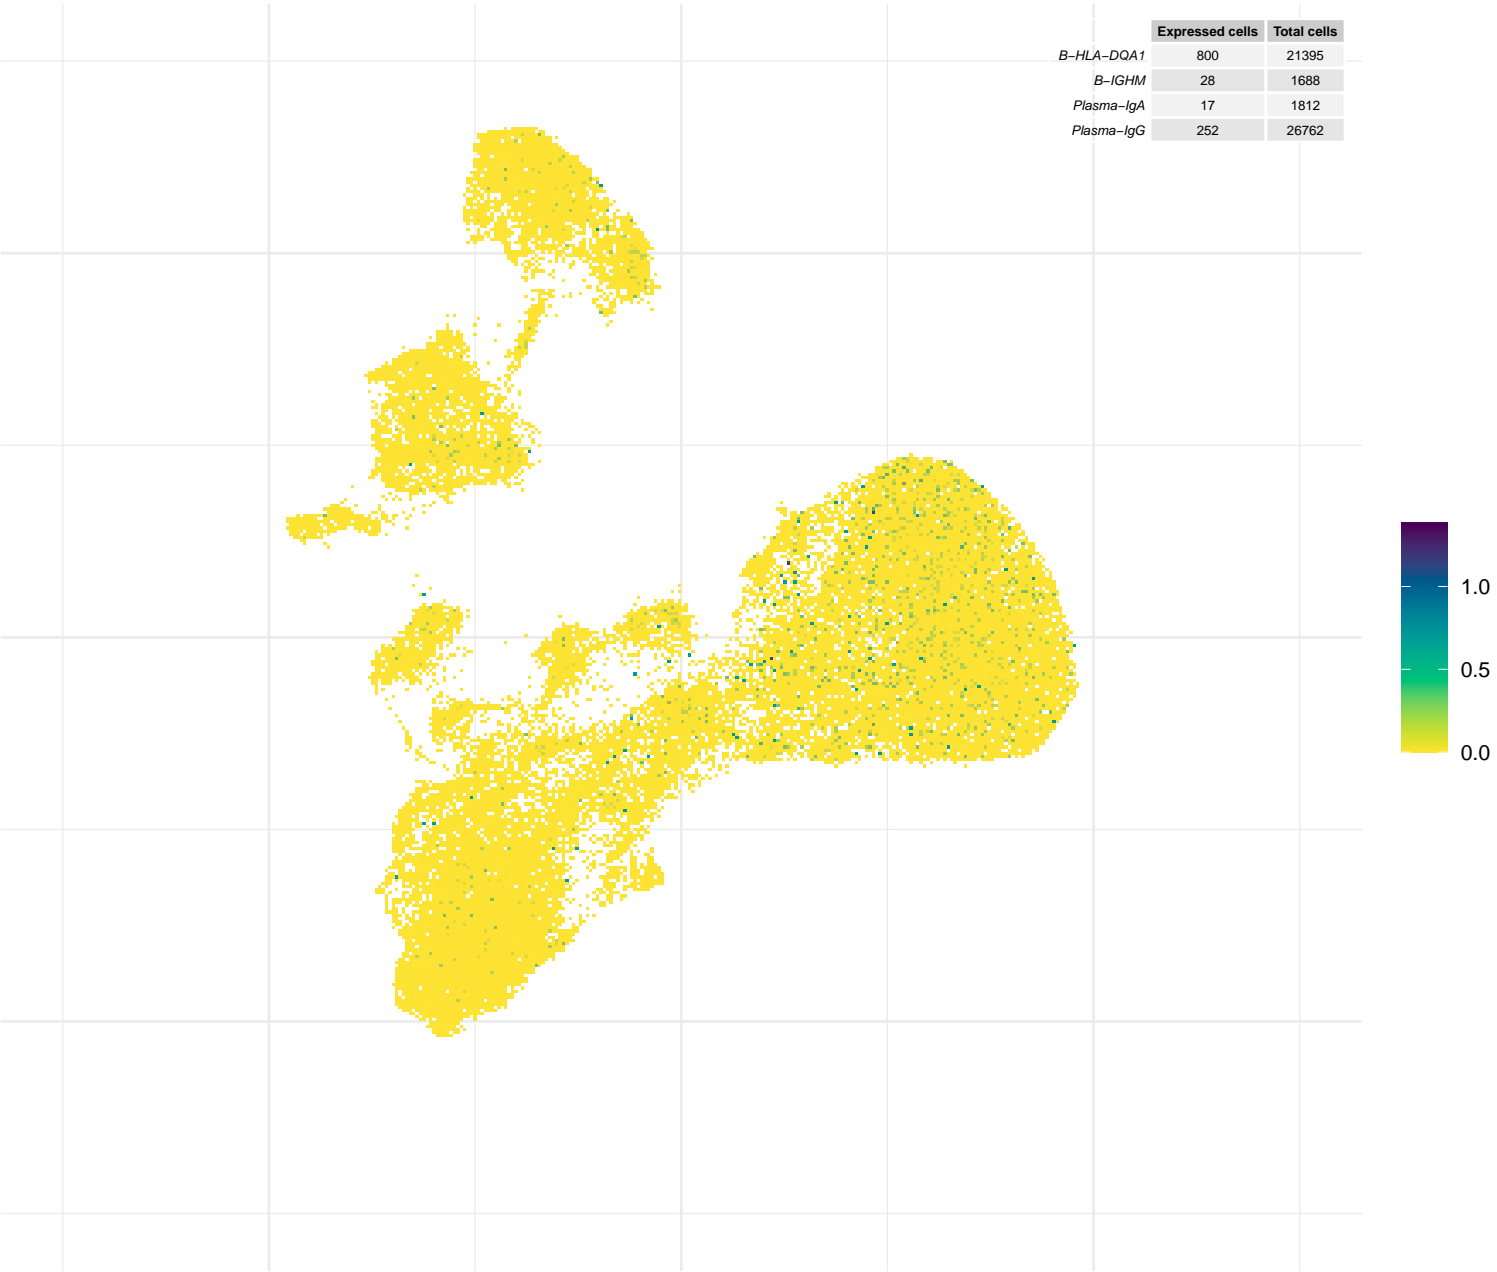 Expressed cells Total cells
B−HLA−DQA1 800 21395
B−IGHM 28 1688
Plasma−IgA 17 1812
Plasma−IgG 252 26762
1.0
0.5
0.0